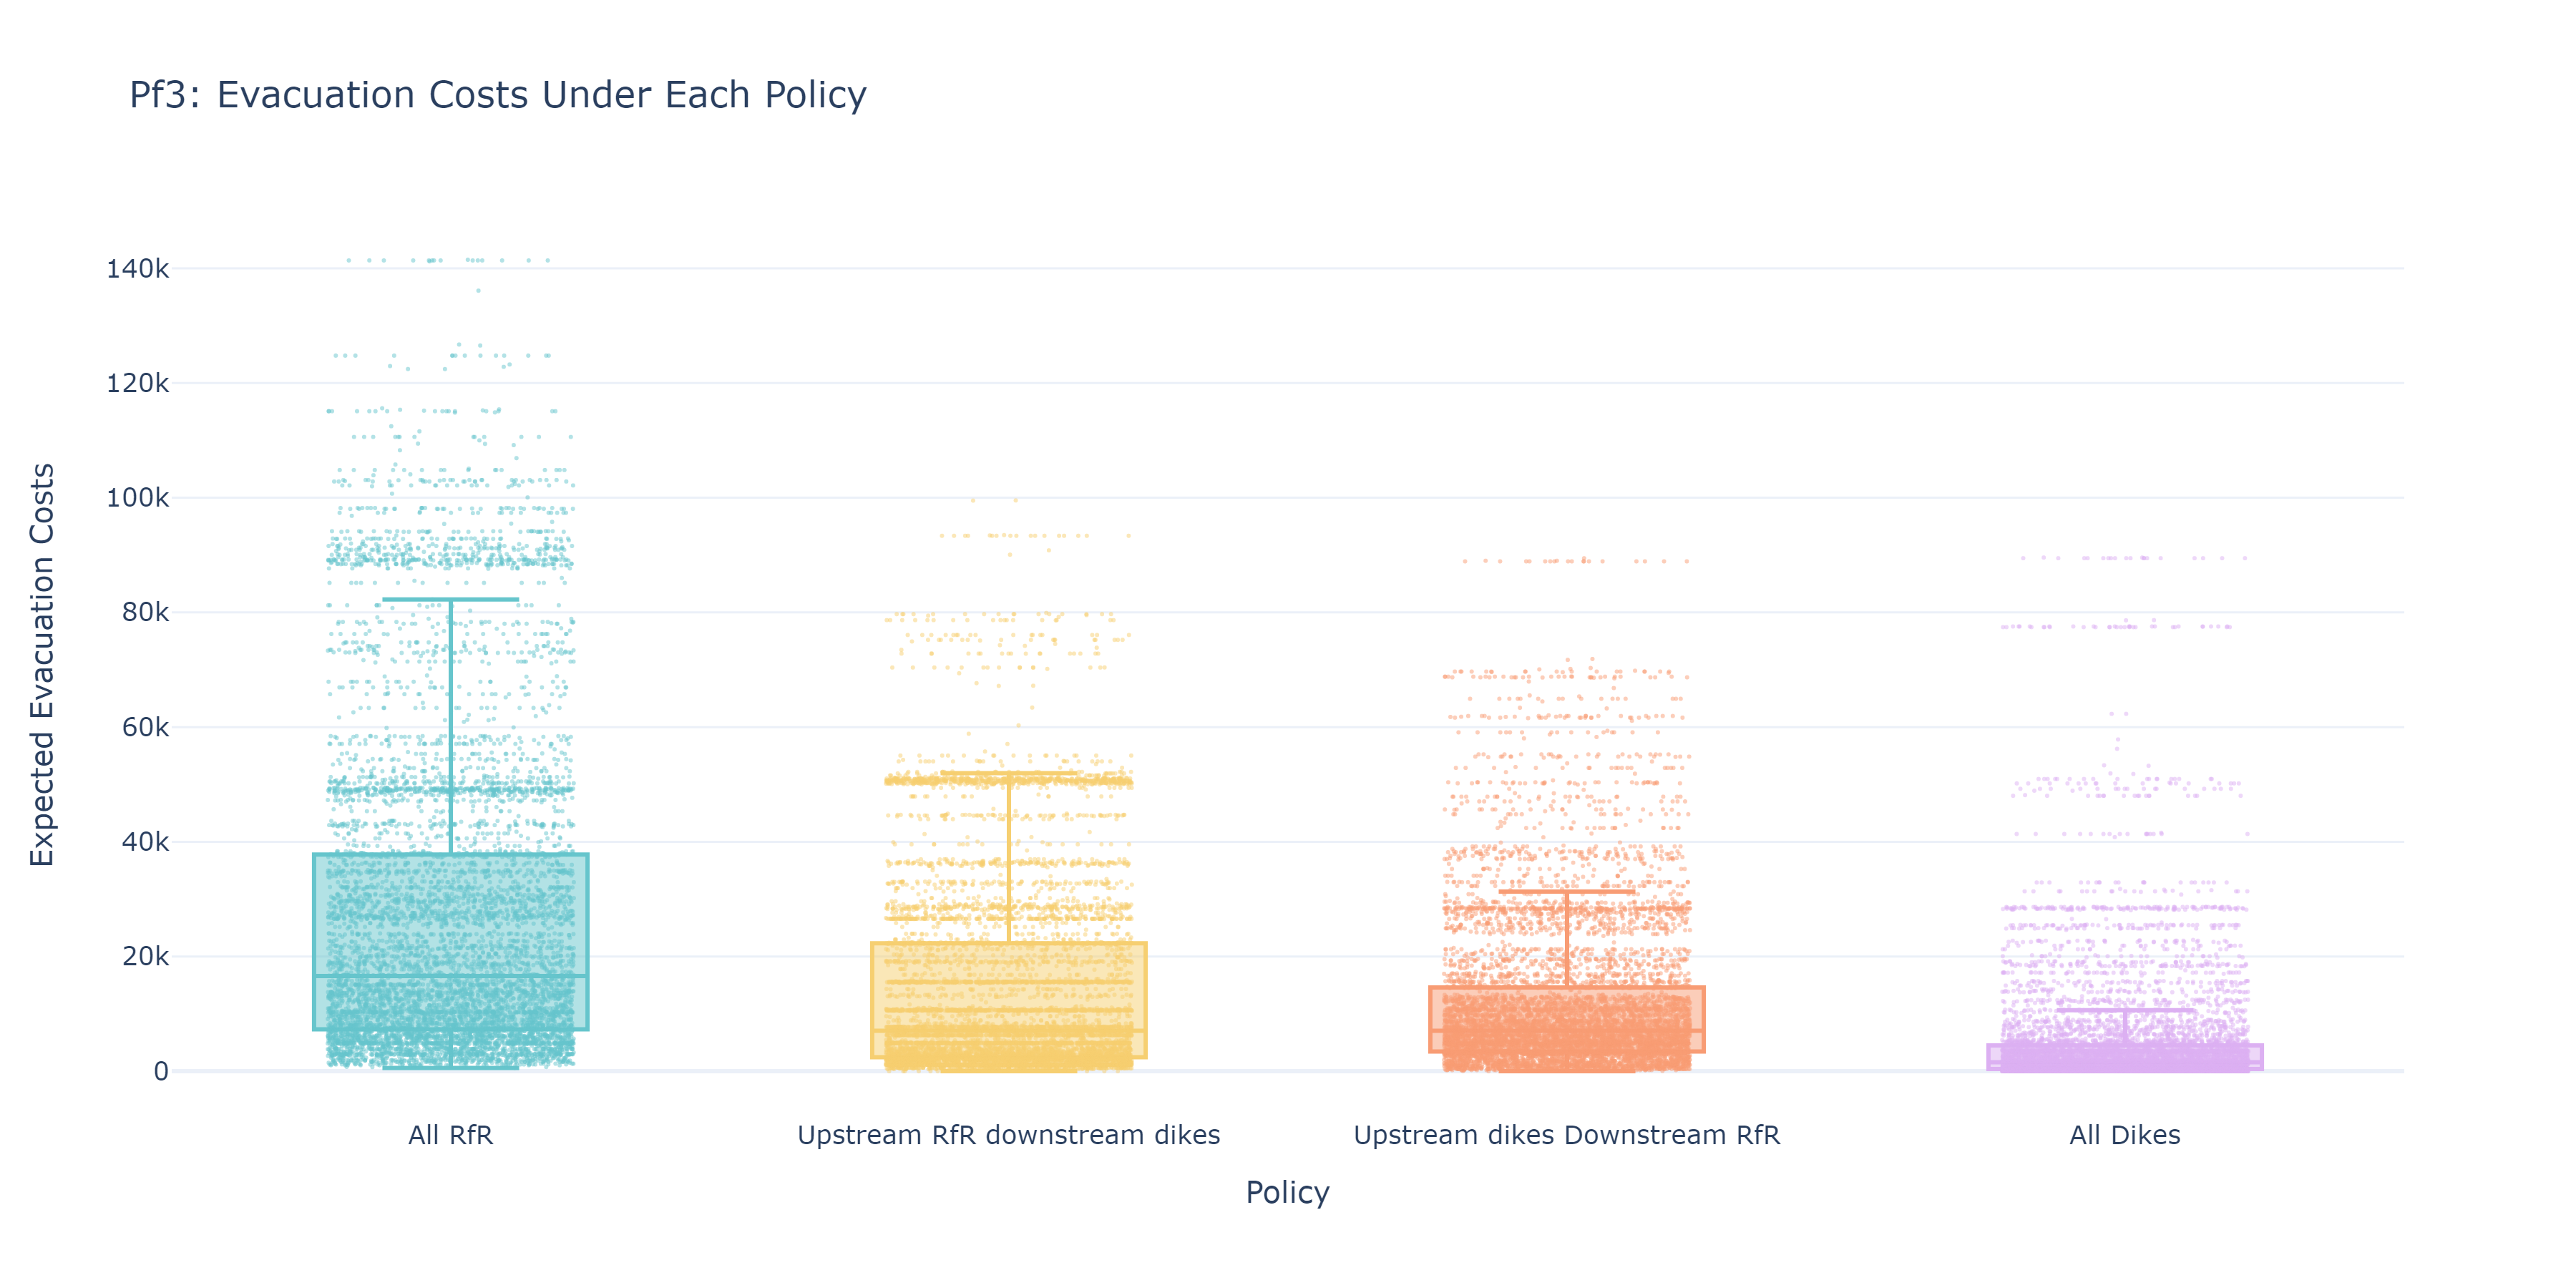 Pf3: Evacuation Costs Under Each Policy
Expected Evacuation Costs
140k
120k
100k
80k
60k
40k
20k
0
All RfR
Upstream RfR downstream dikes
Upstream dikes Downstream RfR
All Dikes
Policy